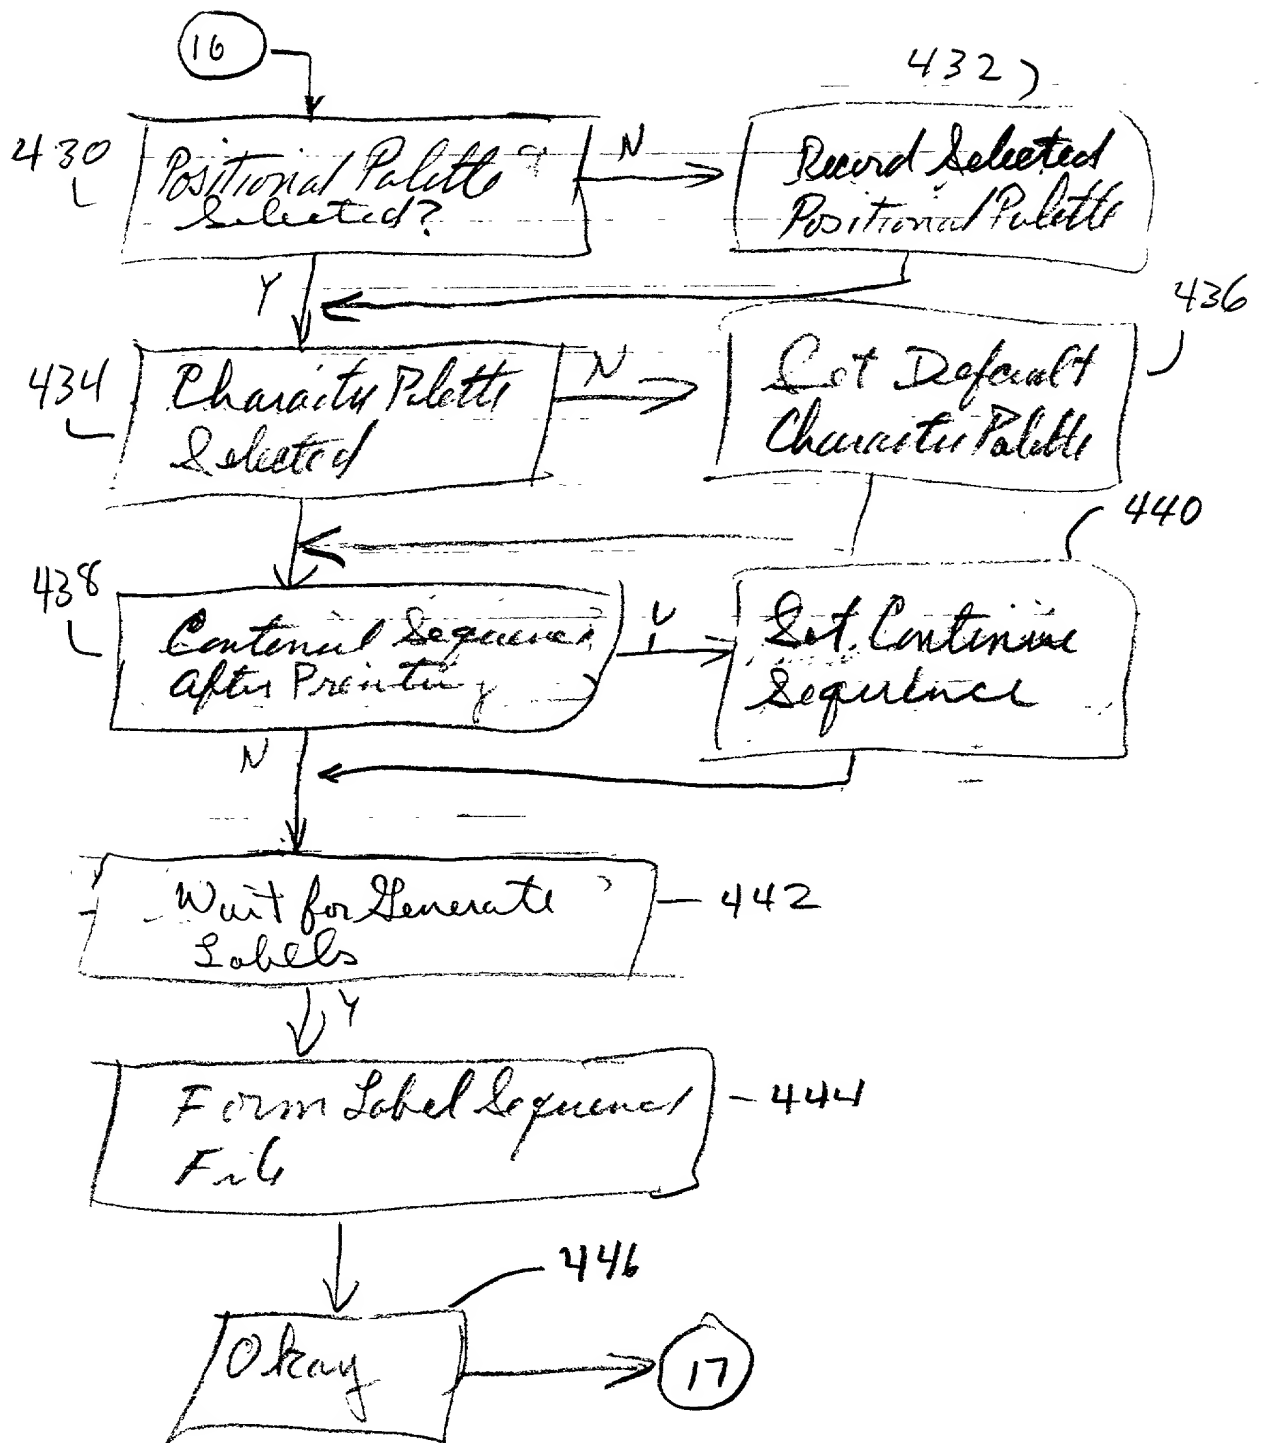 16
432
430
Positional Palette
Selected?
N
Record Selected
Positional Palette
Y
436
434
Character Palette
Selected
N
Set Default
Character Palette
440
438
Continue Sequence
After Printing
Set Continue
Sequence
N
Wait for Generate
Labels
442
Y
Form Label Sequence
File
444
446
Okay
17